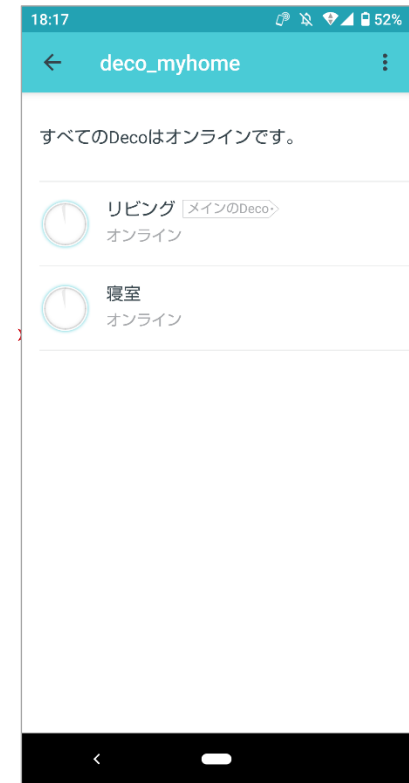 18:17 52%
deco_myhome
すべてのDecoはオンラインです。
リビング メインのDeco
オンライン
寝室
オンライン